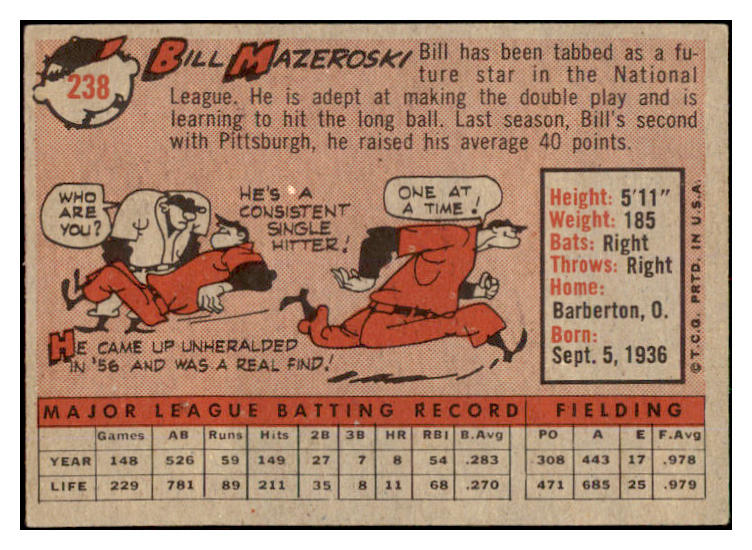 238
BILL MAZEROSKI
Bill has been tabbed as a fu-
ture star in the National
League. He is adept at making the double play and is
learning to hit the long ball. Last season, Bill's second
with Pittsburgh, he raised his average 40 points.
WHO
ARE
YOU?
HE'S A
CONSISTENT
SINGLE
HITTER!
ONE AT
A TIME!
HE CAME UP UNHERALDED
IN '56 AND WAS A REAL FIND!
Height: 5'11"
Weight: 185
Bats: Right
Throws: Right
Home:
Barberton, O.
Born:
Sept. 5, 1936
©T.C.G. PRTD. IN U.S.A.
MAJOR LEAGUE BATTING RECORD FIELDING
Games AB Runs Hits 2B 3B HR RBI B.Avg PO A E F.Avg
YEAR 148 526 59 149 27 7 8 54 .283 308 443 17 .978
LIFE 229 781 89 211 35 8 11 68 .270 471 685 25 .979